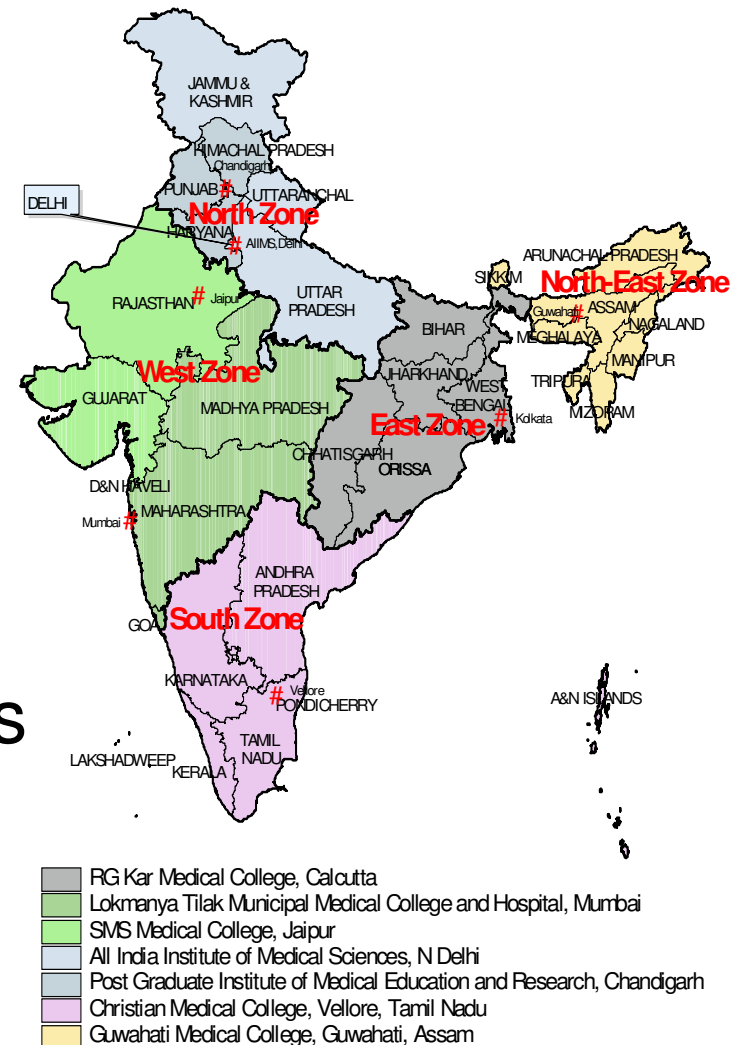 JAMMU &
KASHMIR
HIMACHAL PRADESH
Chandigarh
PUNJAB #
UTTARANCHAL
DELHI
North Zone
HARYANA
# AIIMS, Delhi
ARUNACHAL PRADESH
SIKKIM
North-East Zone
RAJASTHAN # Jaipur
UTTAR
PRADESH
Guwahati # ASSAM
NAGALAND
BIHAR
MEGHALAYA
MANIPUR
West Zone
JHARKHAND
WEST
BENGAL
TRIPURA
GUJARAT
MADHYA PRADESH
MIZORAM
East Zone
# Kolkata
CHHATISGARH
ORISSA
D&N HAVELI
MAHARASHTRA
Mumbai #
ANDHRA
PRADESH
GOA
South Zone
KARNATAKA
# Vellore
PONDICHERRY
A&N ISLANDS
s
TAMIL
NADU
LAKSHADWEEP
KERALA
RG Kar Medical College, Calcutta
Lokmanya Tilak Municipal Medical College and Hospital, Mumbai
SMS Medical College, Jaipur
All India Institute of Medical Sciences, N Delhi
Post Graduate Institute of Medical Education and Research, Chandigarh
Christian Medical College, Vellore, Tamil Nadu
Guwahati Medical College, Guwahati, Assam